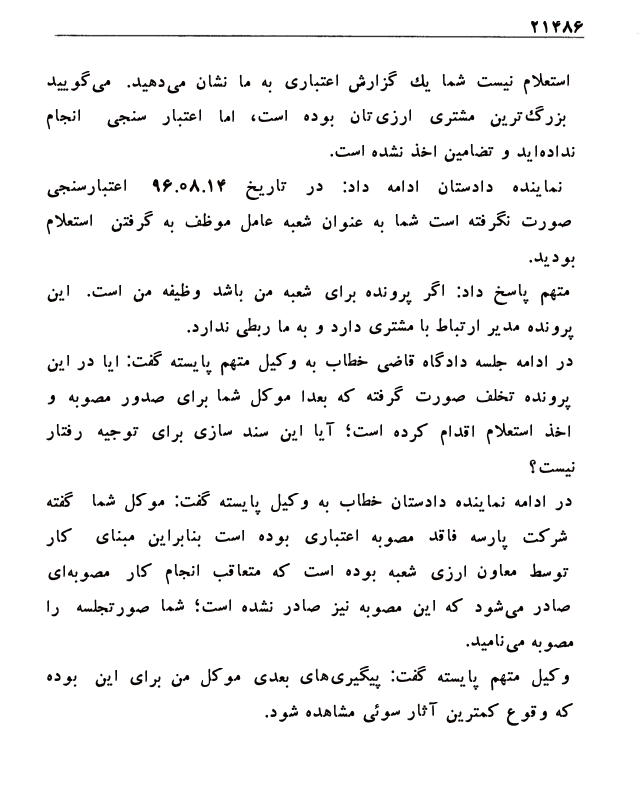 ۲۱۴۸۶
استعلام نیست شما یك گزارش اعتباری به ما نشان می‌دهید. می‌گویید
بزرگ‌ترین مشتری ارزی‌تان بوده است، اما اعتبار سنجی انجام
نداده‌اید و تضامین اخذ نشده است.
نماینده دادستان ادامه داد: در تاریخ ۹۶.۰۸.۱۴ اعتبارسنجی
صورت نگرفته است شما به عنوان شعبه عامل موظف به گرفتن استعلام
بودید.
متهم پاسخ داد: اگر پرونده برای شعبه من باشد وظیفه من است. این
پرونده مدیر ارتباط با مشتری دارد و به ما ربطی ندارد.
در ادامه جلسه دادگاه قاضی خطاب به وکیل متهم پایسته گفت: ایا در این
پرونده تخلف صورت گرفته که بعدا موکل شما برای صدور مصوبه و
اخذ استعلام اقدام کرده است؛ آیا این سند سازی برای توجیه رفتار
نیست؟
در ادامه نماینده دادستان خطاب به وکیل پایسته گفت: موکل شما گفته
شرکت پارسه فاقد مصوبه اعتباری بوده است بنابراین مبنای کار
توسط معاون ارزی شعبه بوده است که متعاقب انجام کار مصوبه‌ای
صادر می‌شود که این مصوبه نیز صادر نشده است؛ شما صورتجلسه را
مصوبه می‌نامید.
وکیل متهم پایسته گفت: پیگیری‌های بعدی موکل من برای این بوده
که وقوع کمترین آثار سوئی مشاهده شود.